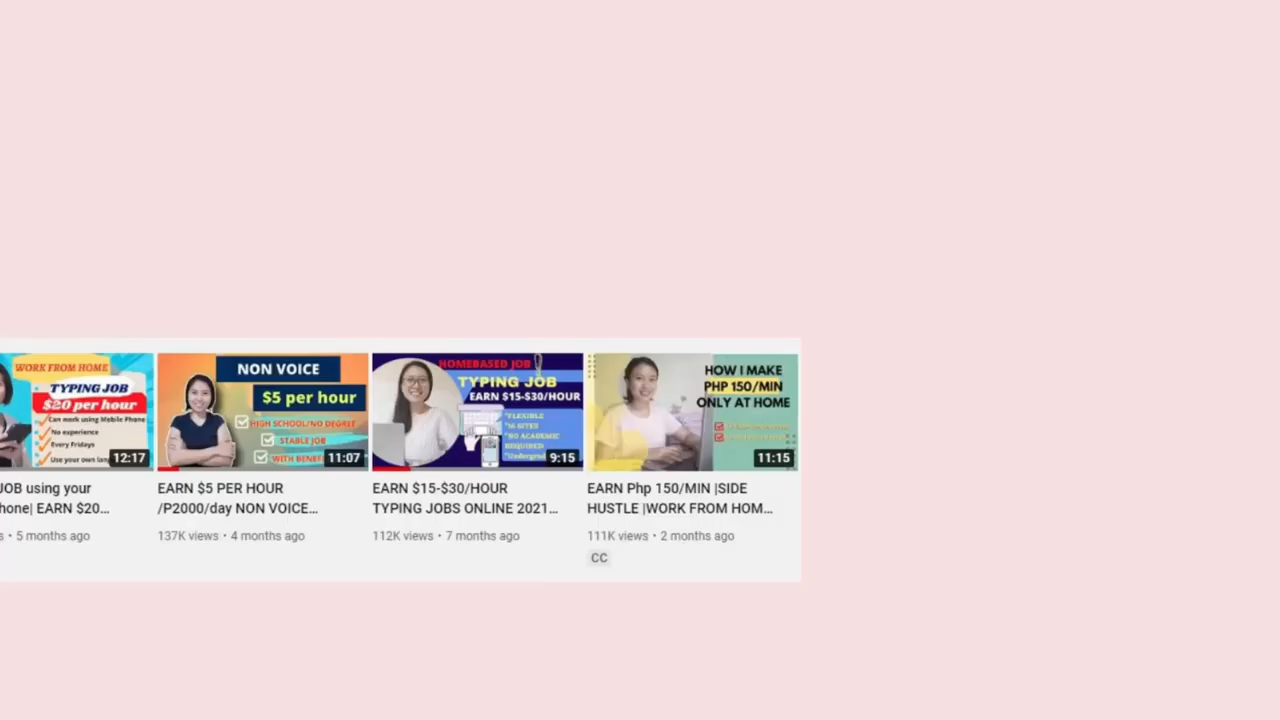 WORK FROM HOME
TYPING JOB
$20 per hour
Can work using Mobile Phone
No experience
Every Fridays
Use your own
12:17
JOB using your
hone| EARN $20…
5 months ago
NON VOICE
$5 per hour
HIGH SCHOOL/NO DEGREE
STABLE JOB
WITH
11:07
EARN $5 PER HOUR
/P2000/day NON VOICE…
137K views • 4 months ago
HOMEBASED JOB
TYPING JOB
EARN $15-$30/HOUR
*FLEXIBLE
*NO ACADEMIC
REQUIRED
9:15
EARN $15-$30/HOUR
TYPING JOBS ONLINE 2021…
112K views • 7 months ago
HOW I MAKE
PHP 150/MIN
ONLY AT HOME
11:15
EARN Php 150/MIN |SIDE
HUSTLE |WORK FROM HOM…
111K views • 2 months ago
CC